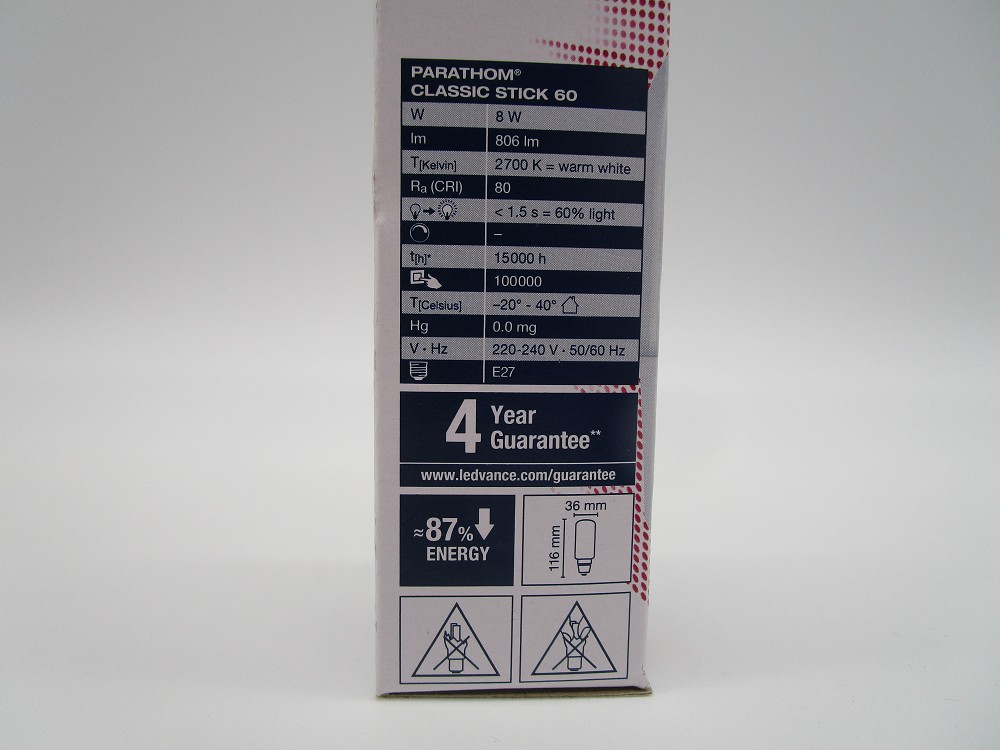 PARATHOM®
CLASSIC STICK 60
W 8 W
lm 806 lm
T[Kelvin] 2700 K = warm white
Ra (CRI) 80
< 1.5 s = 60% light
–
t[h]* 15000 h
100000
T[Celsius] –20° - 40°
Hg 0.0 mg
V · Hz 220-240 V · 50/60 Hz
E27
4 Year
Guarantee**
www.ledvance.com/guarantee
≈87%
ENERGY
36 mm
116 mm